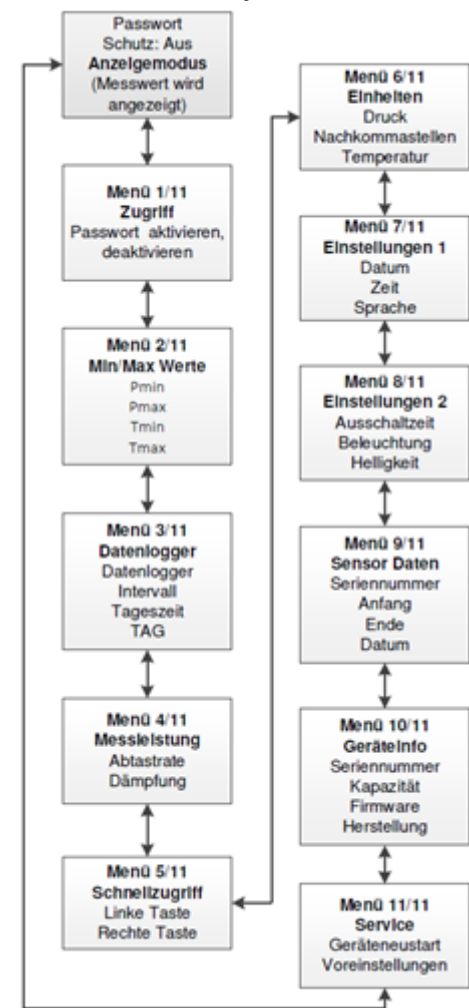 Passwort
Schutz: Aus
Anzeigemodus
(Messwert wird
angezeigt)
Menü 1/11
Zugriff
Passwort aktivieren,
deaktivieren
Menü 2/11
Min/Max Werte
Pmin
Pmax
Tmin
Tmax
Menü 3/11
Datenlogger
Datenlogger
Intervall
Tageszeit
TAG
Menü 4/11
Messleistung
Abtastrate
Dämpfung
Menü 5/11
Schnellzugriff
Linke Taste
Rechte Taste
Menü 6/11
Einheiten
Druck
Nachkommastellen
Temperatur
Menü 7/11
Einstellungen 1
Datum
Zeit
Sprache
Menü 8/11
Einstellungen 2
Ausschaltzeit
Beleuchtung
Helligkeit
Menü 9/11
Sensor Daten
Seriennummer
Anfang
Ende
Datum
Menü 10/11
GeräteInfo
Seriennummer
Kapazität
Firmware
Herstellung
Menü 11/11
Service
Geräteneustart
Voreinstellungen